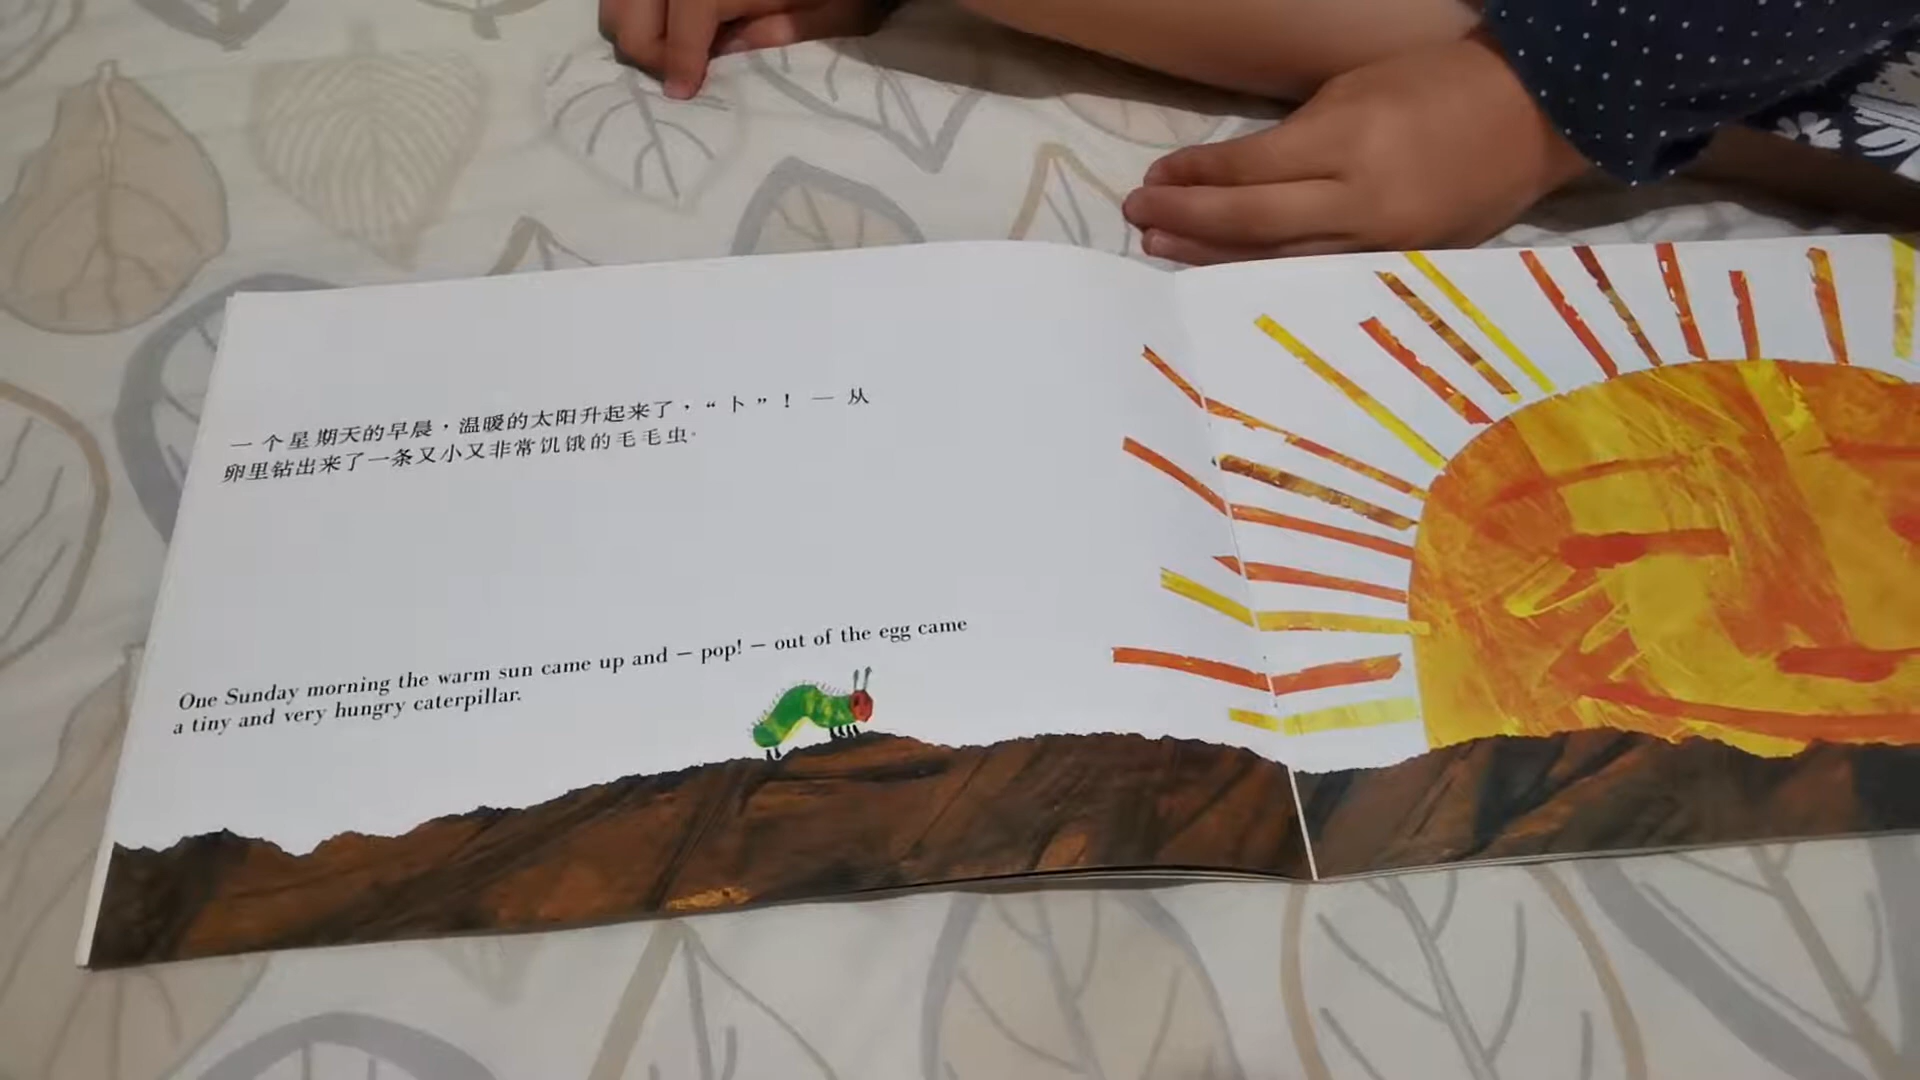 一个星期天的早晨，温暖的太阳升起来了，“卜”！— 从
卵里钻出来了一条又小又非常饥饿的毛毛虫。
One Sunday morning the warm sun came up and – pop! – out of the egg came
a tiny and very hungry caterpillar.